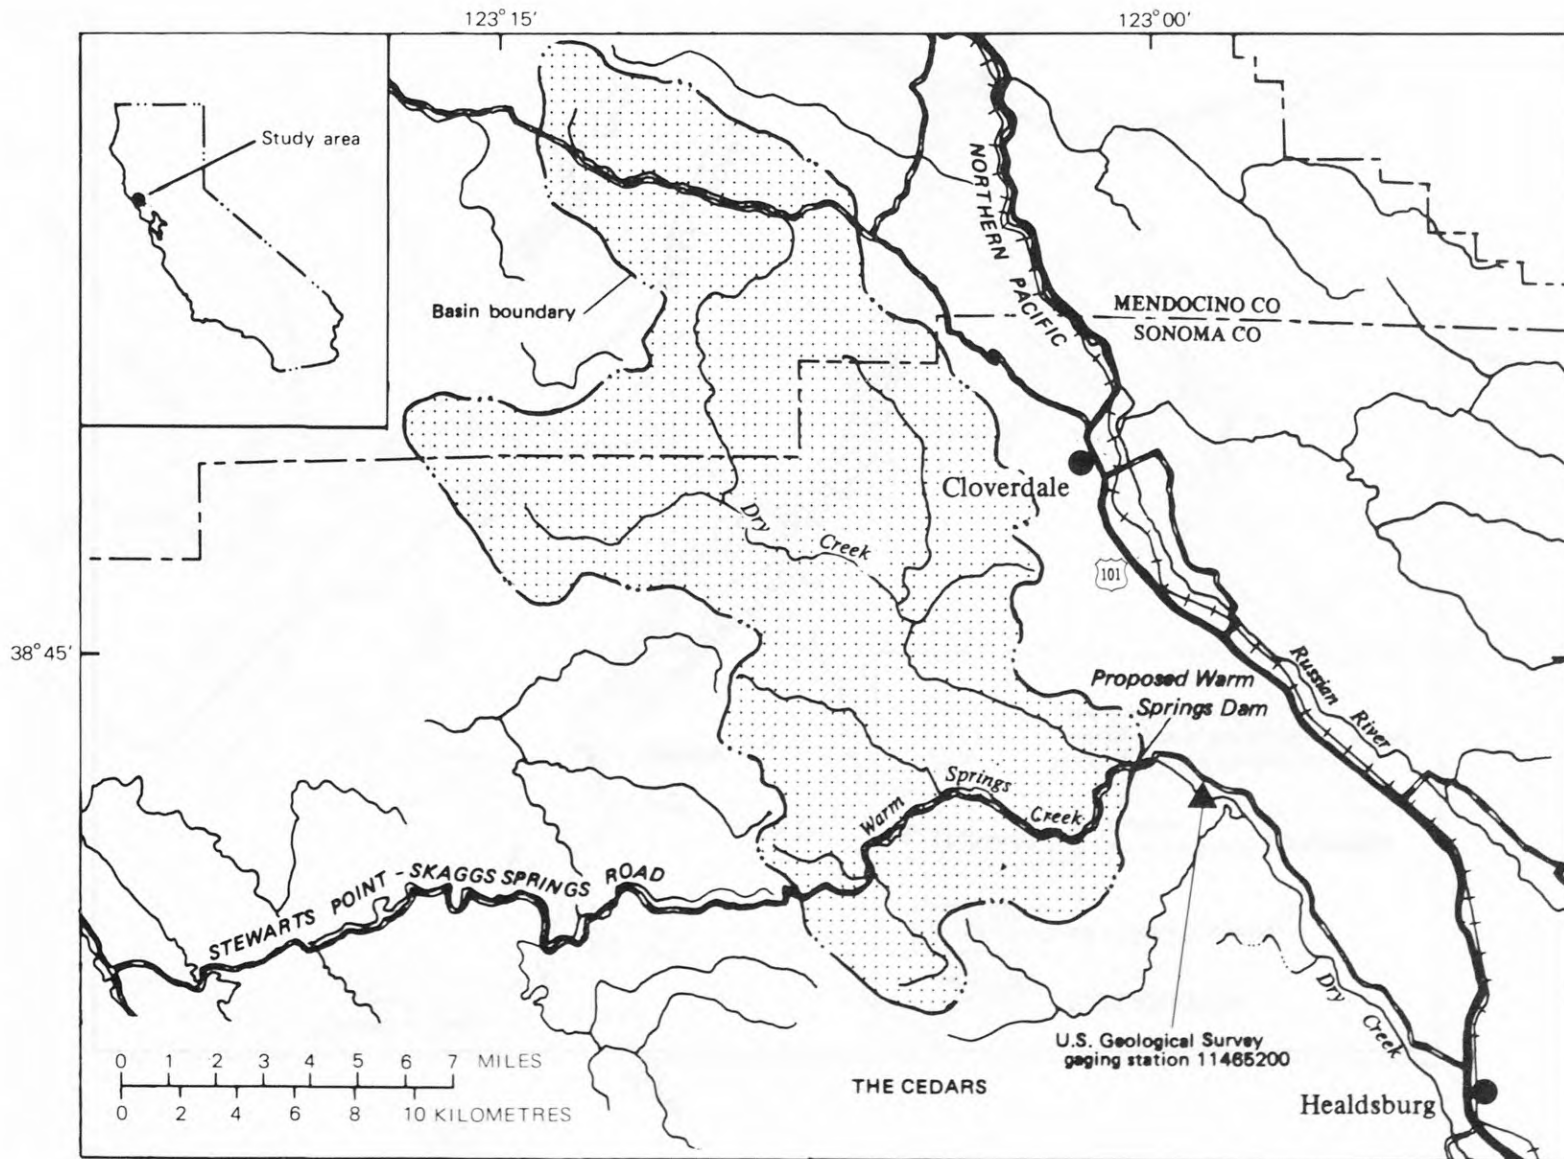 123°15'
123°00'
Study area
NORTHERN PACIFIC
Basin boundary
MENDOCINO CO
SONOMA CO
Cloverdale
Dry
Creek
101
38°45'
Russian River
Proposed Warm
Springs Dam
Warm Springs Creek
STEWARTS POINT-SKAGGS SPRINGS ROAD
Dry Creek
U.S. Geological Survey
gaging station 11465200
0 1 2 3 4 5 6 7 MILES
0 2 4 6 8 10 KILOMETRES
THE CEDARS
Healdsburg